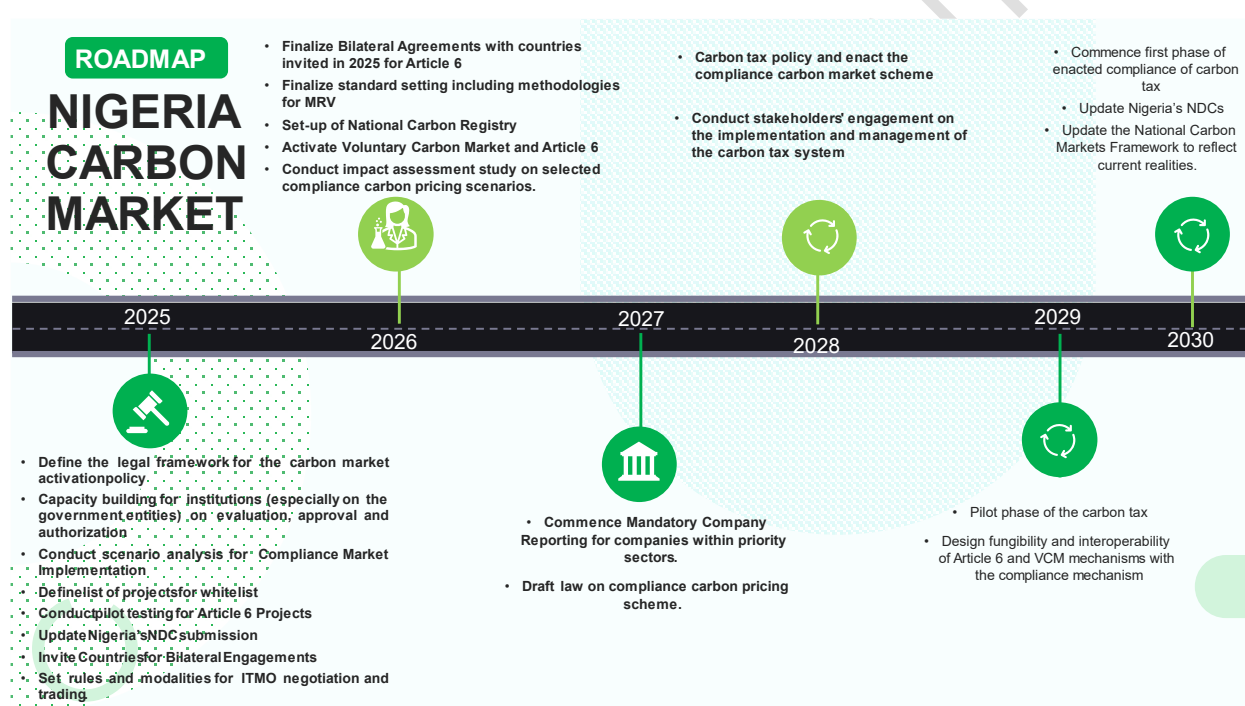 ROADMAP
NIGERIA
CARBON
MARKET
• Finalize Bilateral Agreements with countries
invited in 2025 for Article 6
• Finalize standard setting including methodologies
for MRV
• Set-up of National Carbon Registry
• Activate Voluntary Carbon Market and Article 6
• Conduct impact assessment study on selected
compliance carbon pricing scenarios.
• Carbon tax policy and enact the
compliance carbon market scheme
• Conduct stakeholders' engagement on
the implementation and management of
the carbon tax system
• Commence first phase of
enacted compliance of carbon
tax
• Update Nigeria's NDCs
• Update the National Carbon
Markets Framework to reflect
current realities.
2025
2026
2027
2028
2029
2030
• Define the legal framework for the carbon market
activationpolicy
• Capacity building for institutions (especially on the
government entities) on evaluation, approval and
authorization
• Conduct scenario analysis for Compliance Market
Implementation
• Definelist of projectsfor whitelist
• Conductpilot testing for Article 6 Projects
• UpdateNigeria'sNDCsubmission
• Invite Countriesfor BilateralEngagements
• Set rules and modalities for ITMO negotiation and
trading.
• Commence Mandatory Company
Reporting for companies within priority
sectors.
• Draft law on compliance carbon pricing
scheme.
• Pilot phase of the carbon tax
• Design fungibility and interoperability
of Article 6 and VCM mechanisms with
the compliance mechanism